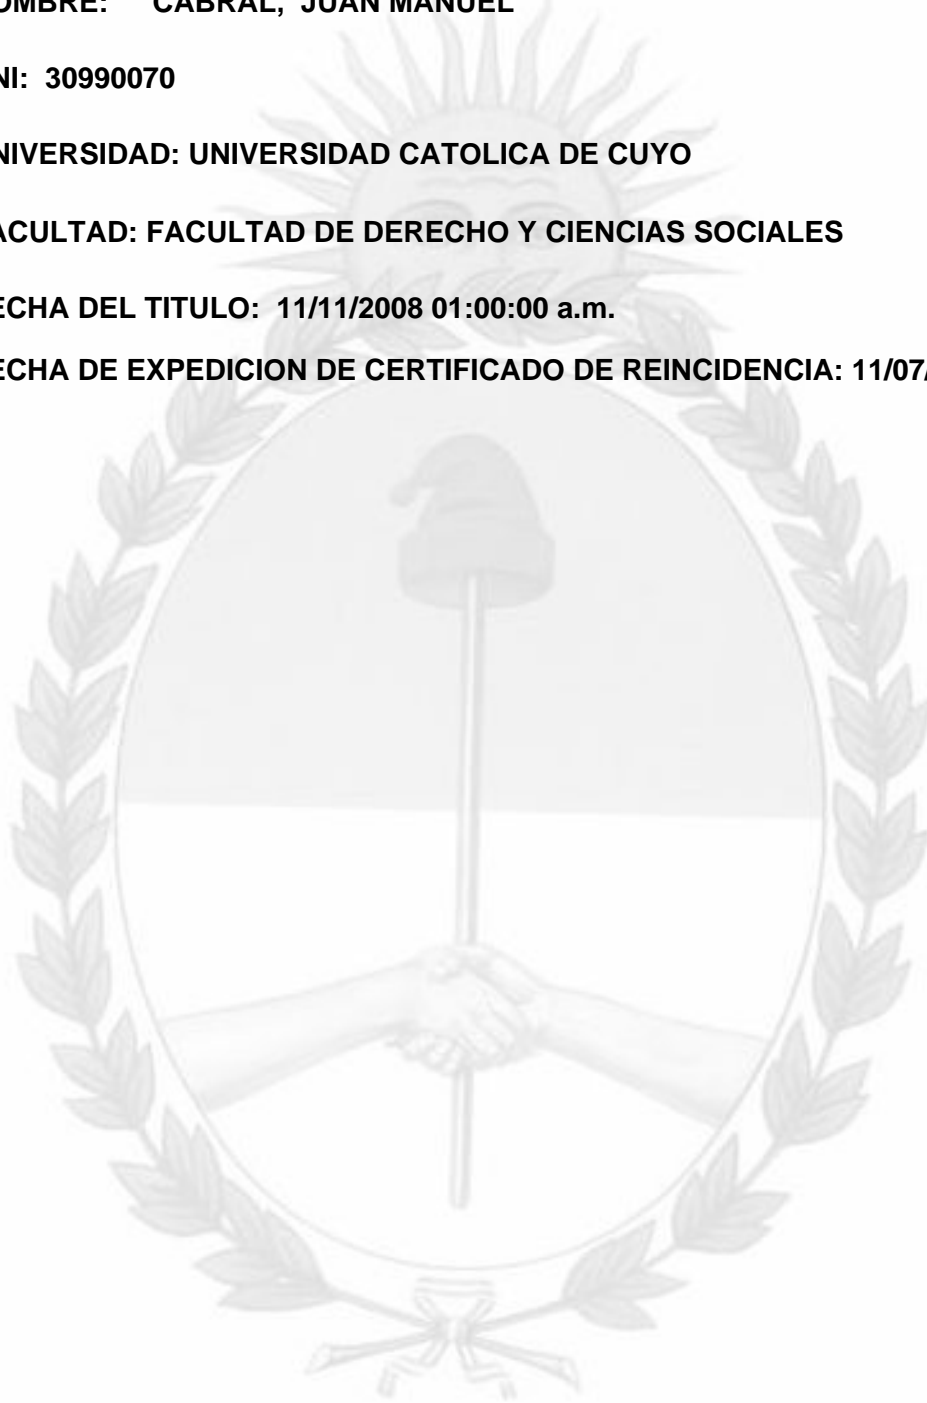 OMBRE: CABRAL, JUAN MANUEL
NI: 30990070
NIVERSIDAD: UNIVERSIDAD CATOLICA DE CUYO
ACULTAD: FACULTAD DE DERECHO Y CIENCIAS SOCIALES
ECHA DEL TITULO: 11/11/2008 01:00:00 a.m.
ECHA DE EXPEDICION DE CERTIFICADO DE REINCIDENCIA: 11/07/